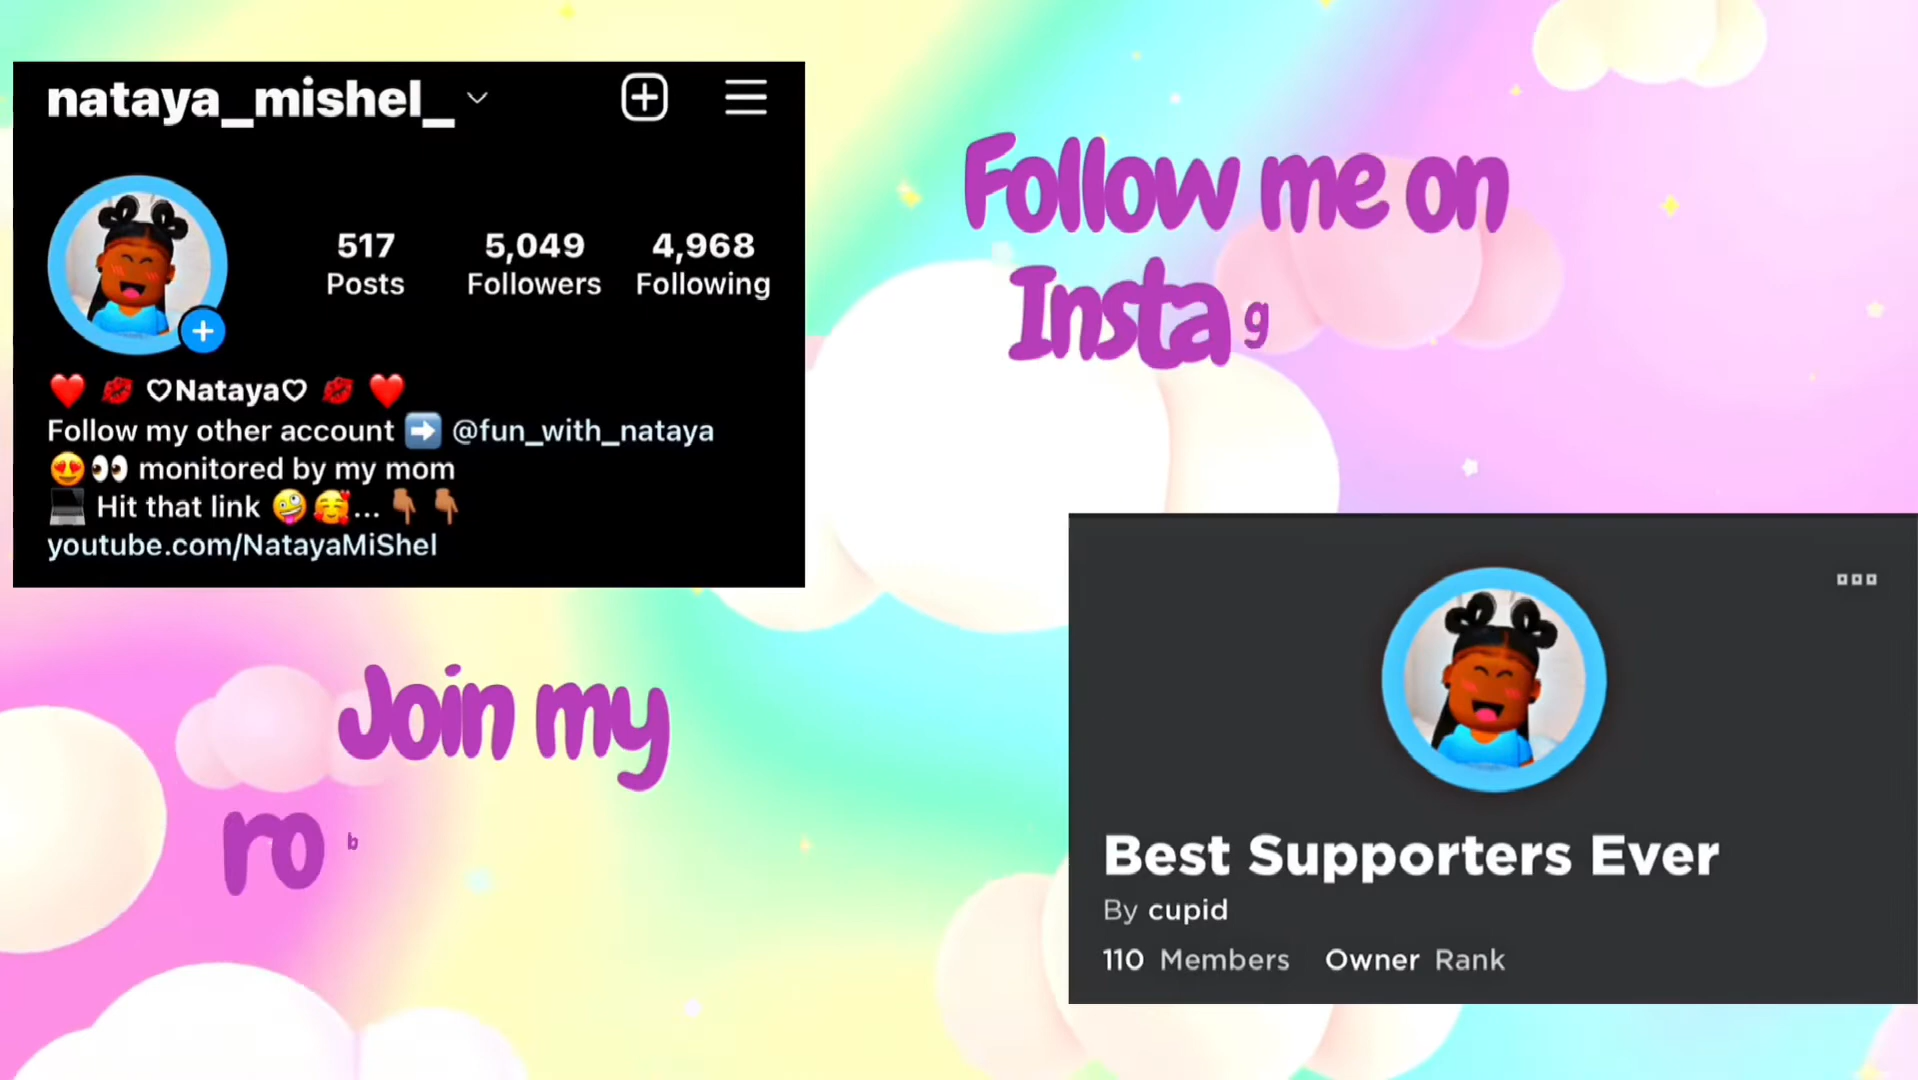 nataya_mishel_
517 5,049 4,968
Posts Followers Following
❤️ 💋 ♡Nataya♡ 💋 ❤️
Follow my other account ➡️ @fun_with_nataya
😍👀 monitored by my mom
💻 Hit that link 🤪🥰...👇🏾👇🏾
youtube.com/NatayaMiShel
Follow me on
Instag
Join my
rob
Best Supporters Ever
By cupid
110 Members Owner Rank